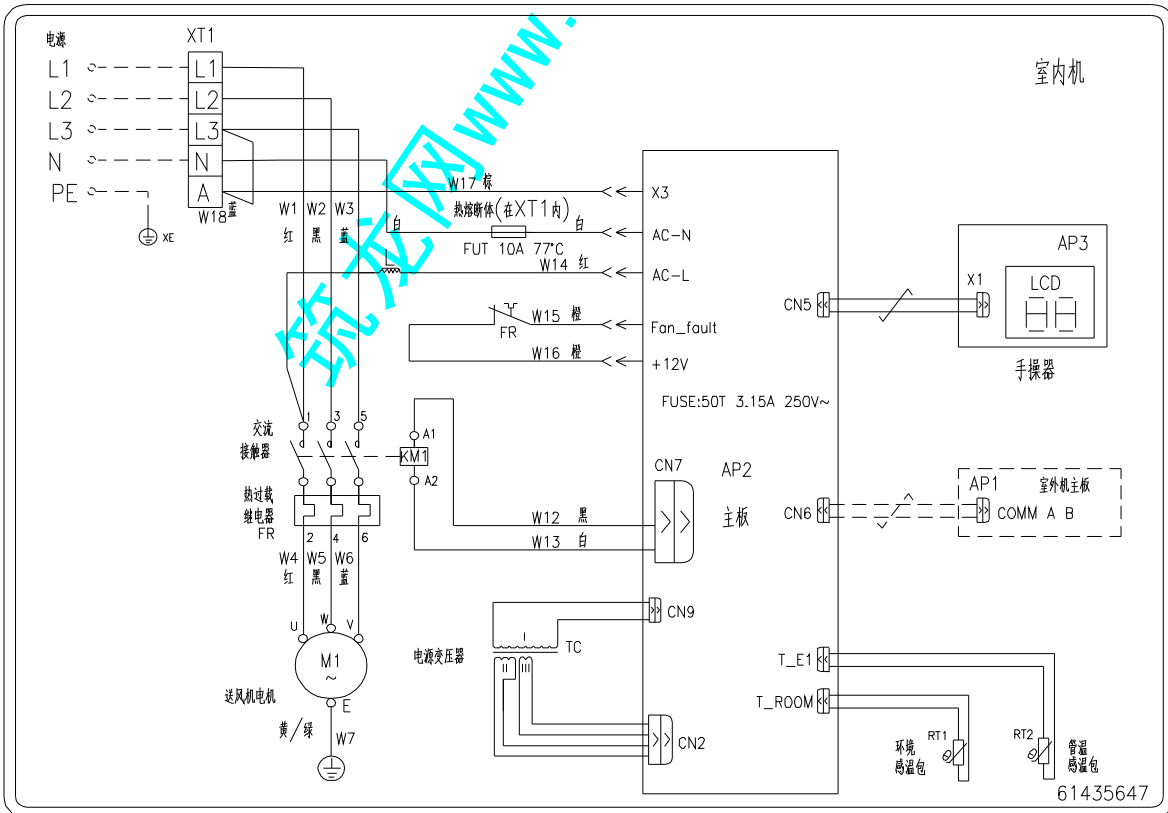 电源
XT1
L1
L1
L2
L2
L3
L3
N
N
PE
A
XE
W18 蓝
W1 W2 W3
红 黑 蓝
室内机
筑龙网www.
W17 棕
X3
热熔断体(在XT1内)
白
白
AC-N
FUT 10A 77°C
L
W14 红
AC-L
W15 橙
FR
Fan_fault
W16 橙
+12V
FUSE:50T 3.15A 250V~
CN5
X1
AP3
LCD
手操器
交流
接触器
1 3 5
KM1
A1
A2
热过载
继电器
FR
2 4 6
W4 W5 W6
红 黑 蓝
CN7
AP2
主板
W12 黑
W13 白
CN6
AP1 室外机主板
COMM A B
U W V
M1
~
送风机电机
E
黄/绿
W7
CN9
电源变压器
I
TC
II III
CN2
T_E1
T_ROOM
环境
感温包
RT1
RT2
管温
感温包
61435647